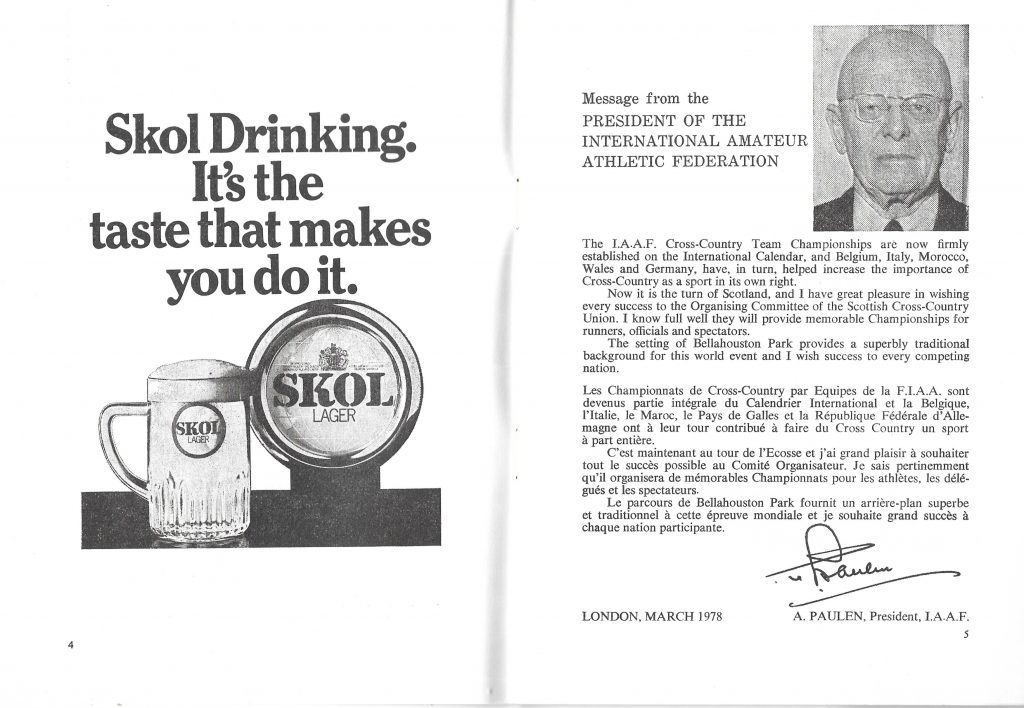 Skol Drinking.
It's the
taste that makes
you do it.
SKOL
LAGER
SKOL
LAGER
4
Message from the
PRESIDENT OF THE
INTERNATIONAL AMATEUR
ATHLETIC FEDERATION
The I.A.A.F. Cross-Country Team Championships are now firmly
established on the International Calendar, and Belgium, Italy, Morocco,
Wales and Germany, have, in turn, helped increase the importance of
Cross-Country as a sport in its own right.
Now it is the turn of Scotland, and I have great pleasure in wishing
every success to the Organising Committee of the Scottish Cross-Country
Union. I know full well they will provide memorable Championships for
runners, officials and spectators.
The setting of Bellahouston Park provides a superbly traditional
background for this world event and I wish success to every competing
nation.
Les Championnats de Cross-Country par Equipes de la F.I.A.A. sont
devenus partie intégrale du Calendrier International et la Belgique,
l'Italie, le Maroc, le Pays de Galles et la République Fédérale d'Alle-
magne ont à leur tour contribué à faire du Cross Country un sport
à part entière.
C'est maintenant au tour de l'Ecosse et j'ai grand plaisir à souhaiter
tout le succès possible au Comité Organisateur. Je sais pertinemment
qu'il organisera de mémorables Championnats pour les athlètes, les délé-
gués et les spectateurs.
Le parcours de Bellahouston Park fournit un arrière-plan superbe
et traditionnel à cette épreuve mondiale et je souhaite grand succès à
chaque nation participante.
Paulen
LONDON, MARCH 1978 A. PAULEN, President, I.A.A.F.
5